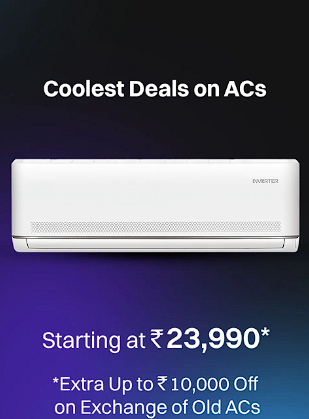 Coolest Deals on ACs
INVERTER
Starting at ₹23,990*
*Extra Up to ₹10,000 Off
on Exchange of Old ACs